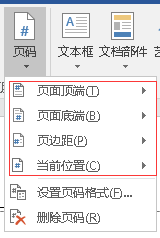 页码 文本框 文档部件
页面顶端(T)
页面底端(B)
页边距(P)
当前位置(C)
设置页码格式(F)...
删除页码(R)